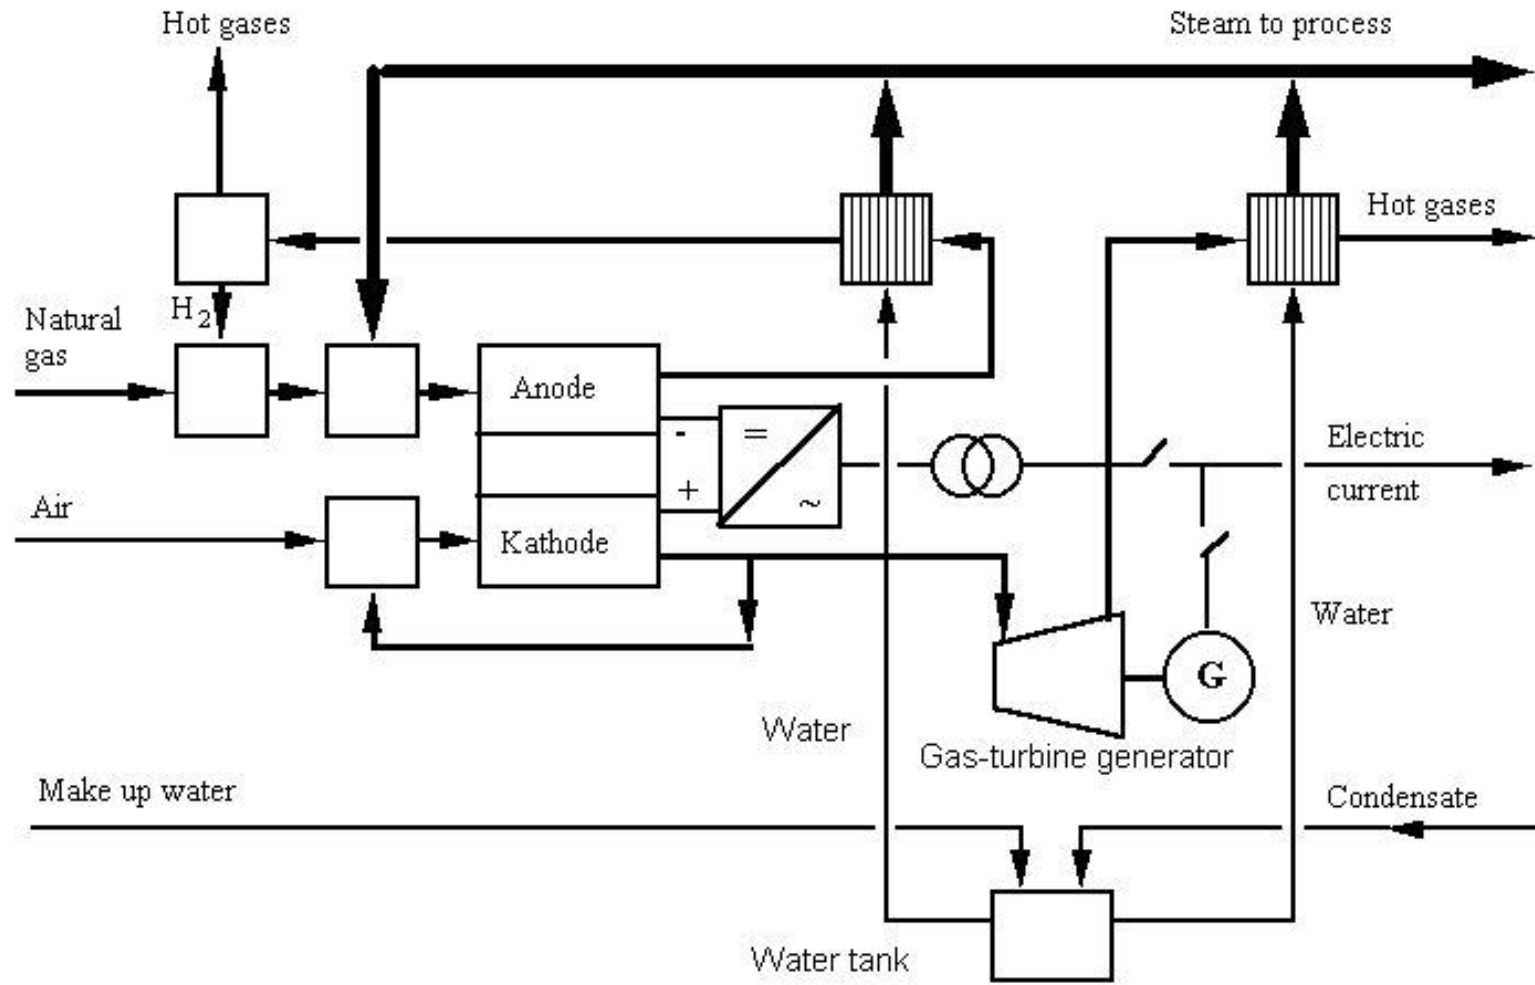 Hot gases
Steam to process
Hot gases
H2
Natural
gas
Anode
-
=
Electric
current
+
~
Air
Kathode
Water
G
Water
Gas-turbine generator
Make up water
Condensate
Water tank